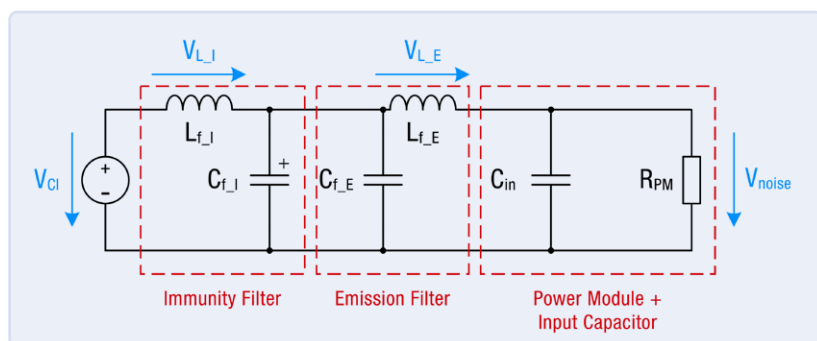 V_L_I V_L_E
L_f_I L_f_E
V_CI + - C_f_I + C_f_E C_in R_PM V_noise
Immunity Filter Emission Filter Power Module +
Input Capacitor